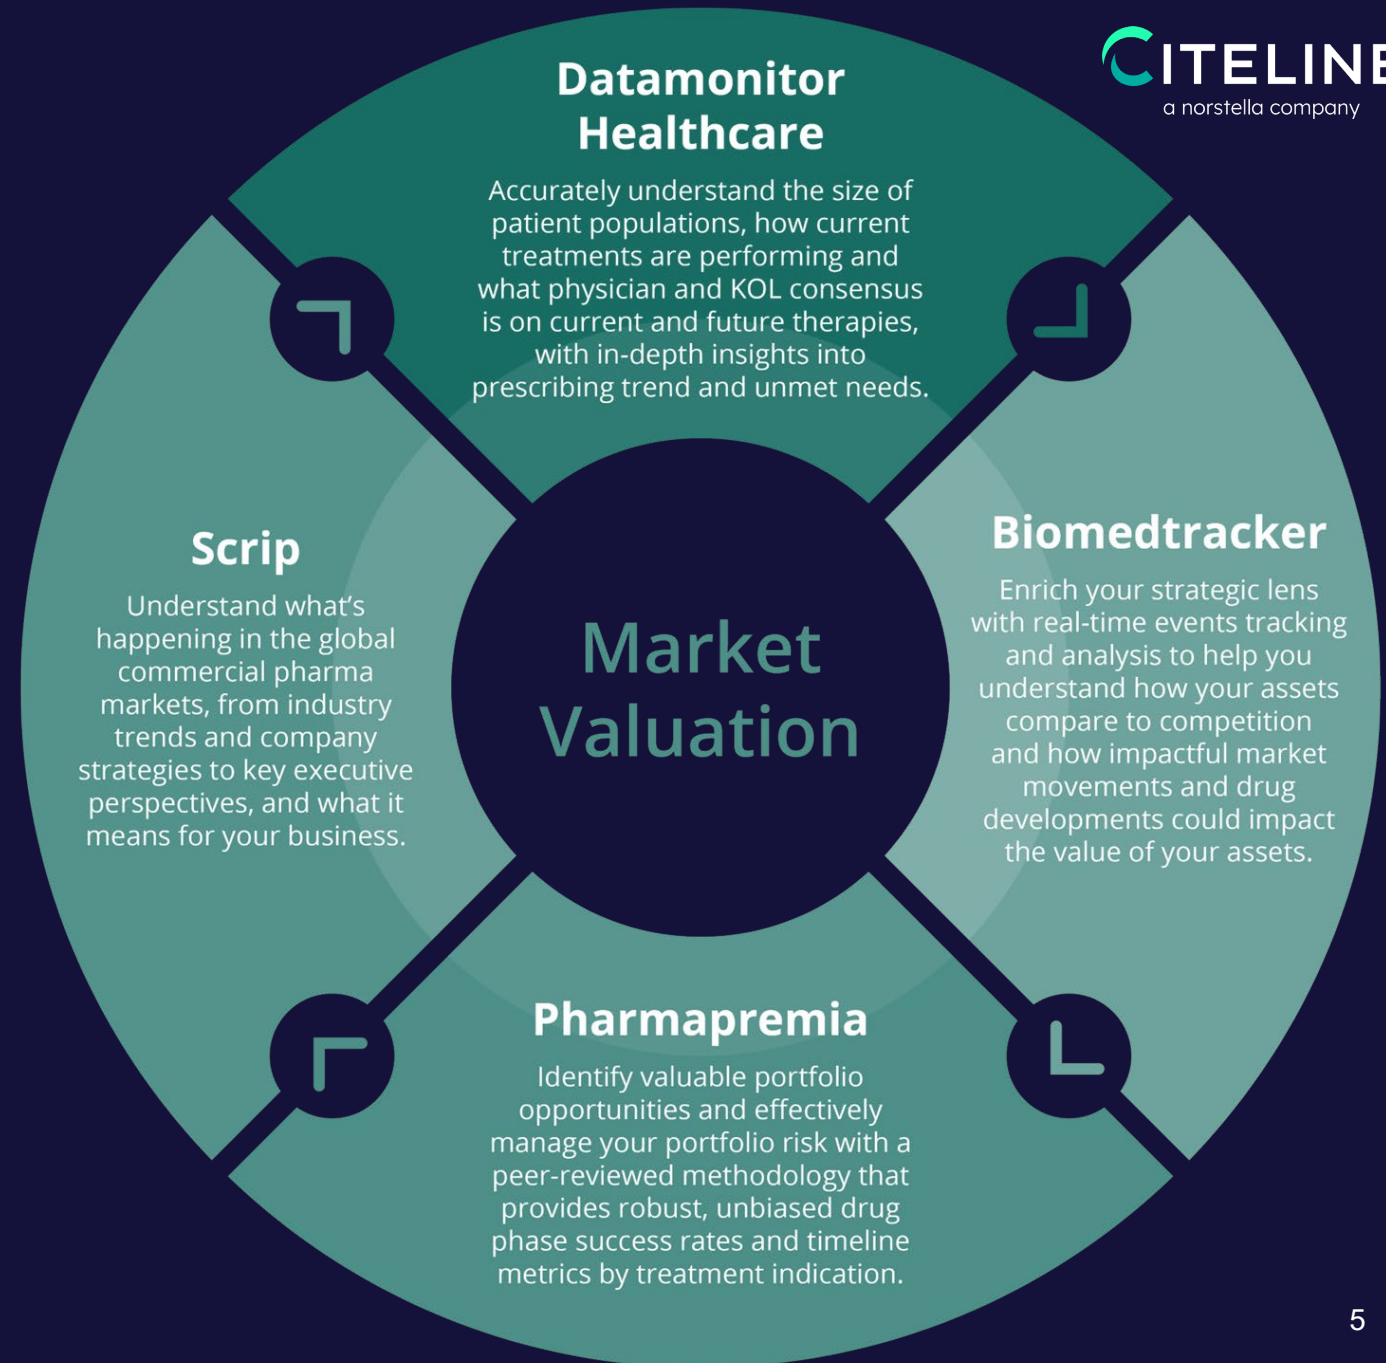 CITELINE
a norstella company
Datamonitor
Healthcare
Accurately understand the size of
patient populations, how current
treatments are performing and
what physician and KOL consensus
is on current and future therapies,
with in-depth insights into
prescribing trend and unmet needs.
Biomedtracker
Enrich your strategic lens
with real-time events tracking
and analysis to help you
understand how your assets
compare to competition
and how impactful market
movements and drug
developments could impact
the value of your assets.
Pharmapremia
Identify valuable portfolio
opportunities and effectively
manage your portfolio risk with a
peer-reviewed methodology that
provides robust, unbiased drug
phase success rates and timeline
metrics by treatment indication.
Scrip
Understand what’s
happening in the global
commercial pharma
markets, from industry
trends and company
strategies to key executive
perspectives, and what it
means for your business.
Market
Valuation
5